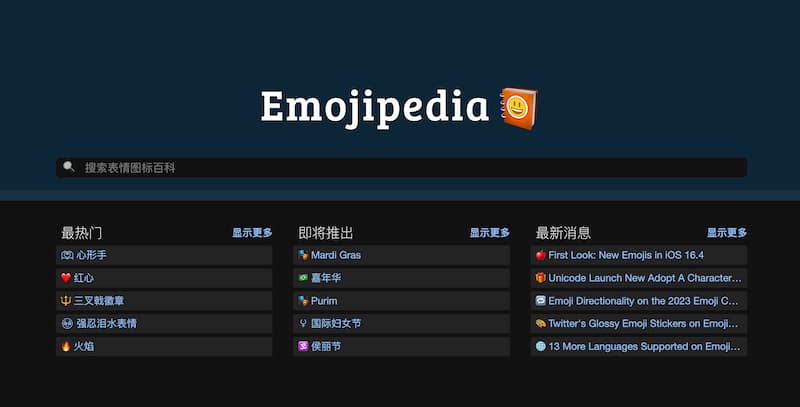 Emojipedia
搜索表情图标百科
最热门 显示更多
心形手
红心
三叉戟徽章
强忍泪水表情
火焰
即将推出 显示更多
Mardi Gras
嘉年华
Purim
国际妇女节
侯丽节
最新消息 显示更多
First Look: New Emojis in iOS 16.4
Unicode Launch New Adopt A Character...
Emoji Directionality on the 2023 Emoji C...
Twitter's Glossy Emoji Stickers on Emoji...
13 More Languages Supported on Emoji...